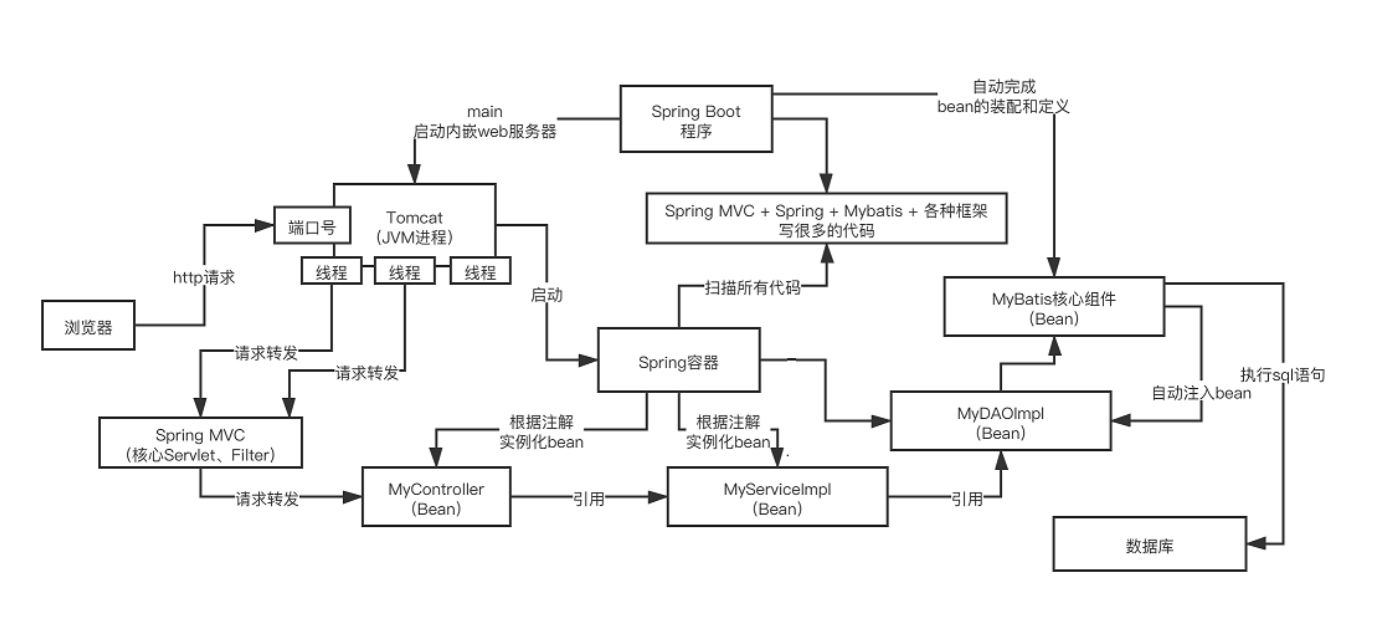 自动完成
bean的装配和定义
main
启动内嵌web服务器
Spring Boot
程序
Spring MVC + Spring + Mybatis + 各种框架
写很多的代码
端口号
Tomcat
（JVM进程）
线程
线程
线程
http请求
启动
扫描所有代码
MyBatis核心组件
（Bean）
浏览器
请求转发
请求转发
Spring容器
执行sql语句
自动注入bean
根据注解
实例化bean
根据注解
实例化bean
MyDAOImpl
（Bean）
Spring MVC
（核心Servlet、Filter）
请求转发
MyController
（Bean）
引用
MyServiceImpl
（Bean）
引用
数据库